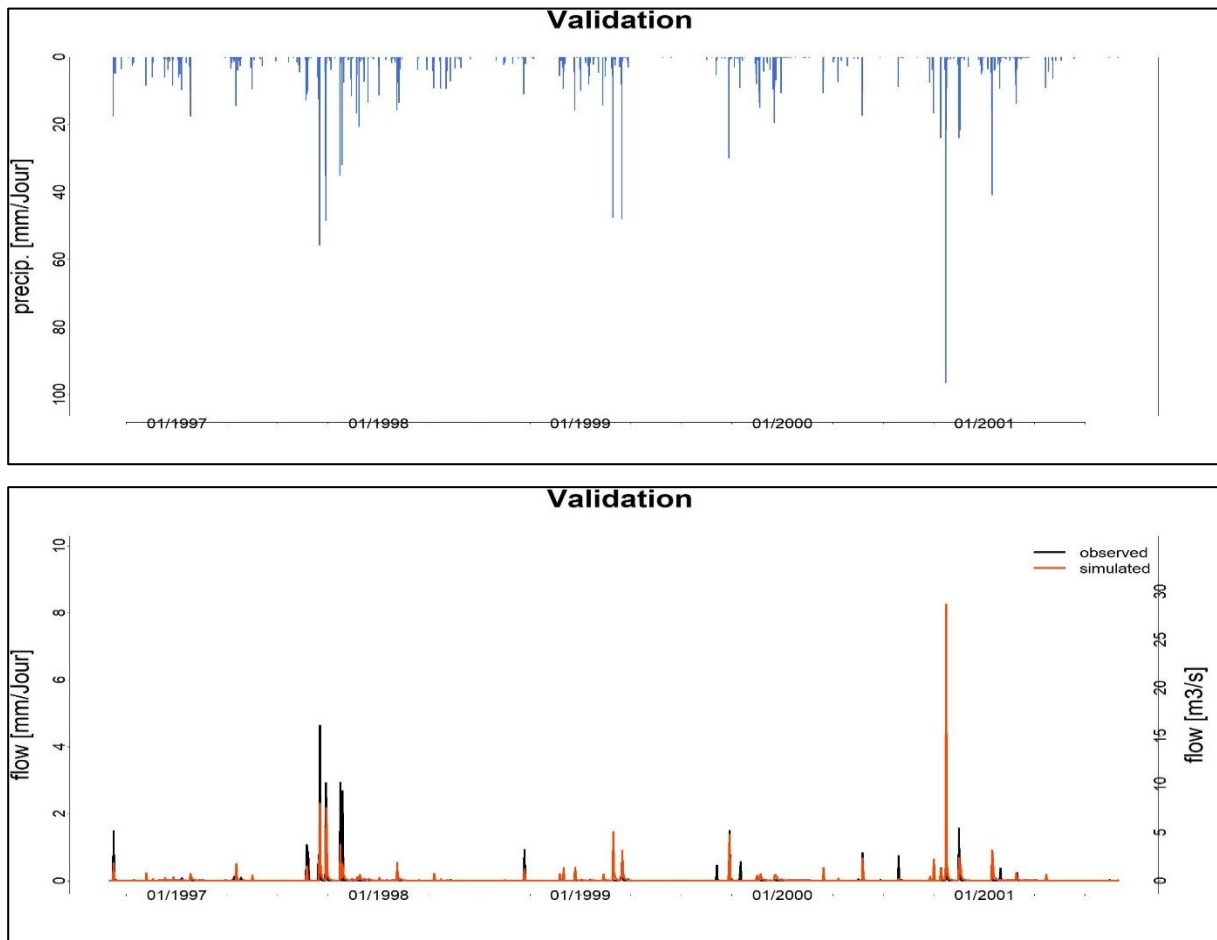 Validation
precip. [mm/Jour]
0
20
40
60
80
100
01/1997 01/1998 01/1999 01/2000 01/2001
Validation
flow [mm/Jour]
10
8
6
4
2
0
observed
simulated
30
25
20
15
10
5
0
flow [m3/s]
01/1997 01/1998 01/1999 01/2000 01/2001